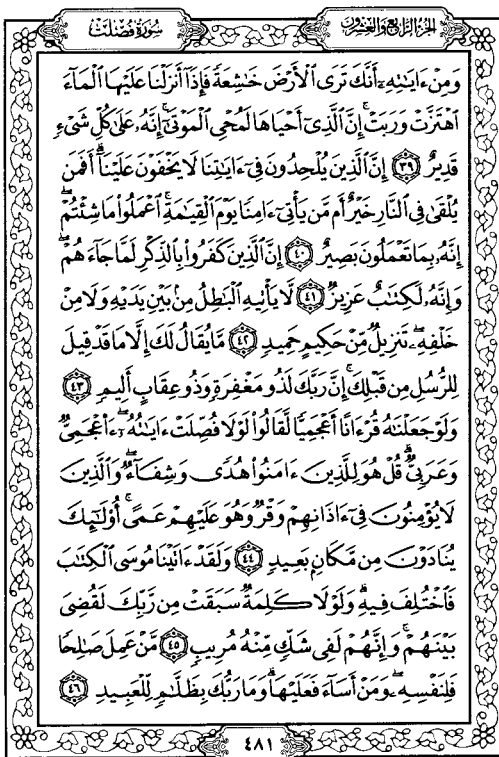 الجزء الرابع والعشرون
سورة فصلت
وَمِنْ ءَايَٰتِهِۦٓ أَنَّكَ تَرَى ٱلْأَرْضَ خَٰشِعَةً فَإِذَآ أَنزَلْنَا عَلَيْهَا ٱلْمَآءَ
ٱهْتَزَّتْ وَرَبَتْ ۚ إِنَّ ٱلَّذِىٓ أَحْيَاهَا لَمُحْىِ ٱلْمَوْتَىٰٓ ۚ إِنَّهُۥ عَلَىٰ كُلِّ شَىْءٍ
قَدِيرٌ ٣٩ إِنَّ ٱلَّذِينَ يُلْحِدُونَ فِىٓ ءَايَٰتِنَا لَا يَخْفَوْنَ عَلَيْنَآ ۗ أَفَمَن
يُلْقَىٰ فِى ٱلنَّارِ خَيْرٌ أَم مَّن يَأْتِىٓ ءَامِنًا يَوْمَ ٱلْقِيَٰمَةِ ۚ ٱعْمَلُوا۟ مَا شِئْتُمْ ۖ
إِنَّهُۥ بِمَا تَعْمَلُونَ بَصِيرٌ ٤٠ إِنَّ ٱلَّذِينَ كَفَرُوا۟ بِٱلذِّكْرِ لَمَّا جَآءَهُمْ ۖ
وَإِنَّهُۥ لَكِتَٰبٌ عَزِيزٌ ٤١ لَّا يَأْتِيهِ ٱلْبَٰطِلُ مِنۢ بَيْنِ يَدَيْهِ وَلَا مِنْ
خَلْفِهِۦ ۖ تَنزِيلٌ مِّنْ حَكِيمٍ حَمِيدٍ ٤٢ مَّا يُقَالُ لَكَ إِلَّا مَا قَدْ قِيلَ
لِلرُّسُلِ مِن قَبْلِكَ ۚ إِنَّ رَبَّكَ لَذُو مَغْفِرَةٍ وَذُو عِقَابٍ أَلِيمٍ ٤٣
وَلَوْ جَعَلْنَٰهُ قُرْءَانًا أَعْجَمِيًّا لَّقَالُوا۟ لَوْلَا فُصِّلَتْ ءَايَٰتُهُۥٓ ۖ ءَا۬عْجَمِىٌّ
وَعَرَبِىٌّ ۗ قُلْ هُوَ لِلَّذِينَ ءَامَنُوا۟ هُدًى وَشِفَآءٌ ۖ وَٱلَّذِينَ
لَا يُؤْمِنُونَ فِىٓ ءَاذَانِهِمْ وَقْرٌ وَهُوَ عَلَيْهِمْ عَمًى ۚ أُو۟لَٰٓئِكَ
يُنَادَوْنَ مِن مَّكَانٍۭ بَعِيدٍ ٤٤ وَلَقَدْ ءَاتَيْنَا مُوسَى ٱلْكِتَٰبَ
فَٱخْتُلِفَ فِيهِ ۗ وَلَوْلَا كَلِمَةٌ سَبَقَتْ مِن رَّبِّكَ لَقُضِىَ
بَيْنَهُمْ ۚ وَإِنَّهُمْ لَفِى شَكٍّ مِّنْهُ مُرِيبٍ ٤٥ مَّنْ عَمِلَ صَٰلِحًا
فَلِنَفْسِهِۦ ۖ وَمَنْ أَسَآءَ فَعَلَيْهَا ۗ وَمَا رَبُّكَ بِظَلَّٰمٍ لِّلْعَبِيدِ ٤٦
٤٨١